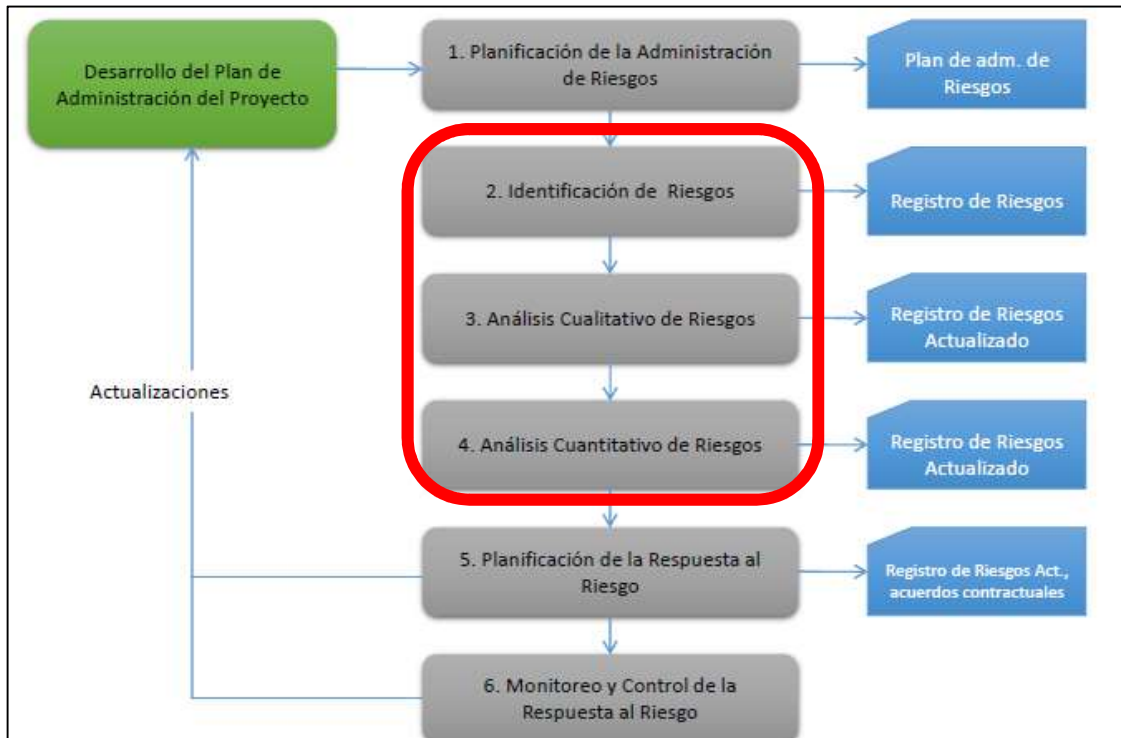 Desarrollo del Plan de
Administración del Proyecto
1. Planificación de la Administración
de Riesgos
Plan de adm. de
Riesgos
2. Identificación de Riesgos
Registro de Riesgos
3. Análisis Cualitativo de Riesgos
Registro de Riesgos
Actualizado
Actualizaciones
4. Análisis Cuantitativo de Riesgos
Registro de Riesgos
Actualizado
5. Planificación de la Respuesta al
Riesgo
Registro de Riesgos Act.,
acuerdos contractuales
6. Monitoreo y Control de la
Respuesta al Riesgo